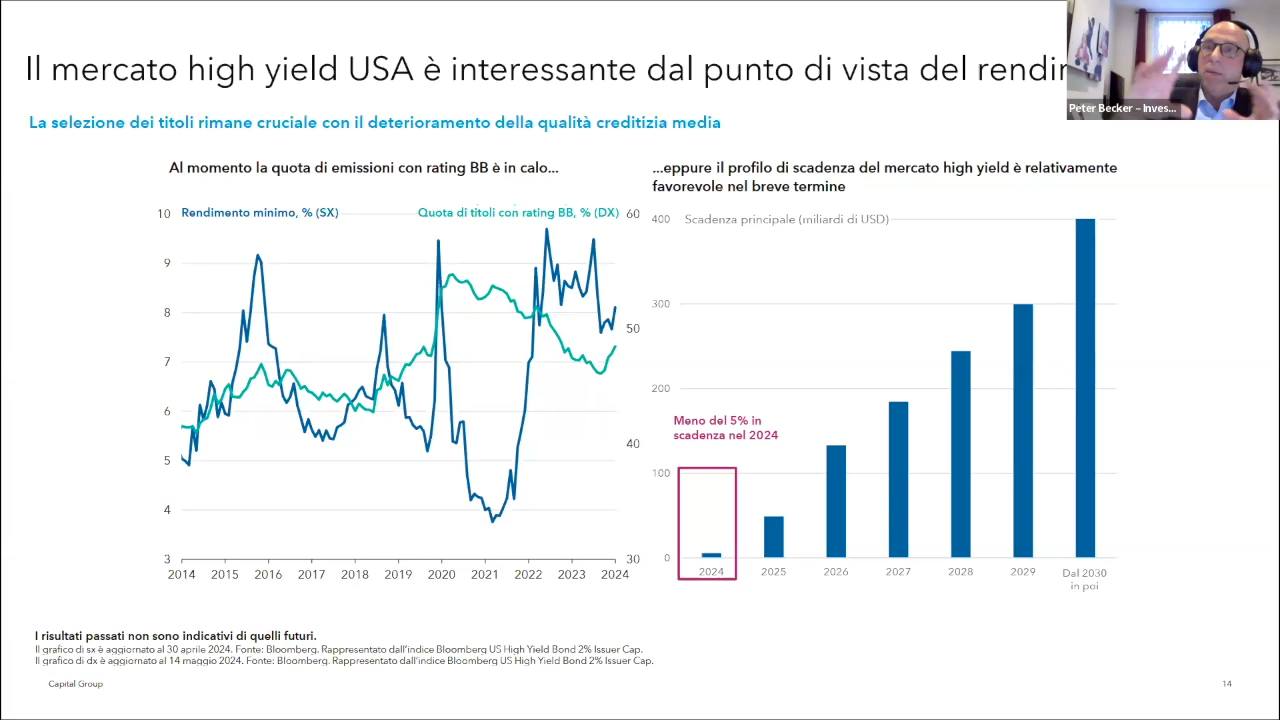 Il mercato high yield USA è interessante dal punto di vista del
Peter Becker – Inves...
La selezione dei titoli rimane cruciale con il deterioramento della qualità creditizia media
Al momento la quota di emissioni con rating BB è in calo...
...eppure il profilo di scadenza del mercato high yield è relativamente
favorevole nel breve termine
10 Rendimento minimo, % (SX) Quota di titoli con rating BB, % (DX) 60
9
8
7
6
5
4
3
50
40
30
2014 2015 2016 2017 2018 2019 2020 2021 2022 2023 2024
400 Scadenza principale (miliardi di USD)
300
200
Meno del 5% in
scadenza nel 2024
100
0
2024 2025 2026 2027 2028 2029 Dal 2030
in poi
I risultati passati non sono indicativi di quelli futuri.
Il grafico di sx è aggiornato al 30 aprile 2024. Fonte: Bloomberg. Rappresentato dall'indice Bloomberg US High Yield Bond 2% Issuer Cap.
Il grafico di dx è aggiornato al 14 maggio 2024. Fonte: Bloomberg. Rappresentato dall'indice Bloomberg US High Yield Bond 2% Issuer Cap.
Capital Group
14